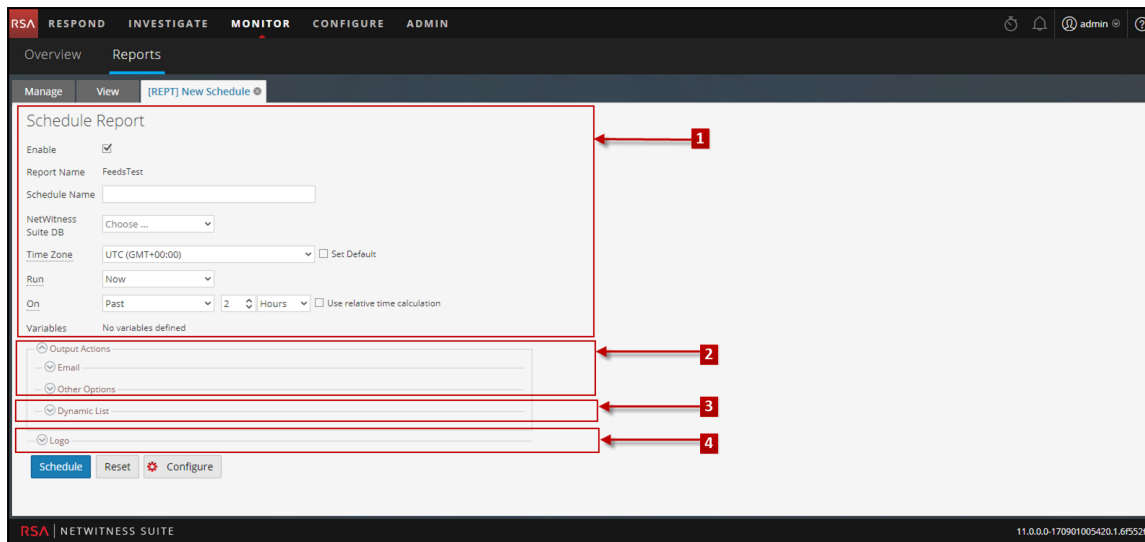 RSA RESPOND INVESTIGATE MONITOR CONFIGURE ADMIN admin
Overview Reports
Manage View [REPT] New Schedule
Schedule Report
1
Enable
Report Name FeedsTest
Schedule Name
NetWitness Suite DB Choose ...
Time Zone UTC (GMT+00:00) Set Default
Run Now
On Past 2 Hours Use relative time calculation
Variables No variables defined
Output Actions
2
Email
Other Options
Dynamic List
3
Logo
4
Schedule Reset Configure
RSA NETWITNESS SUITE 11.0.0.0-170901005420.1.6f552